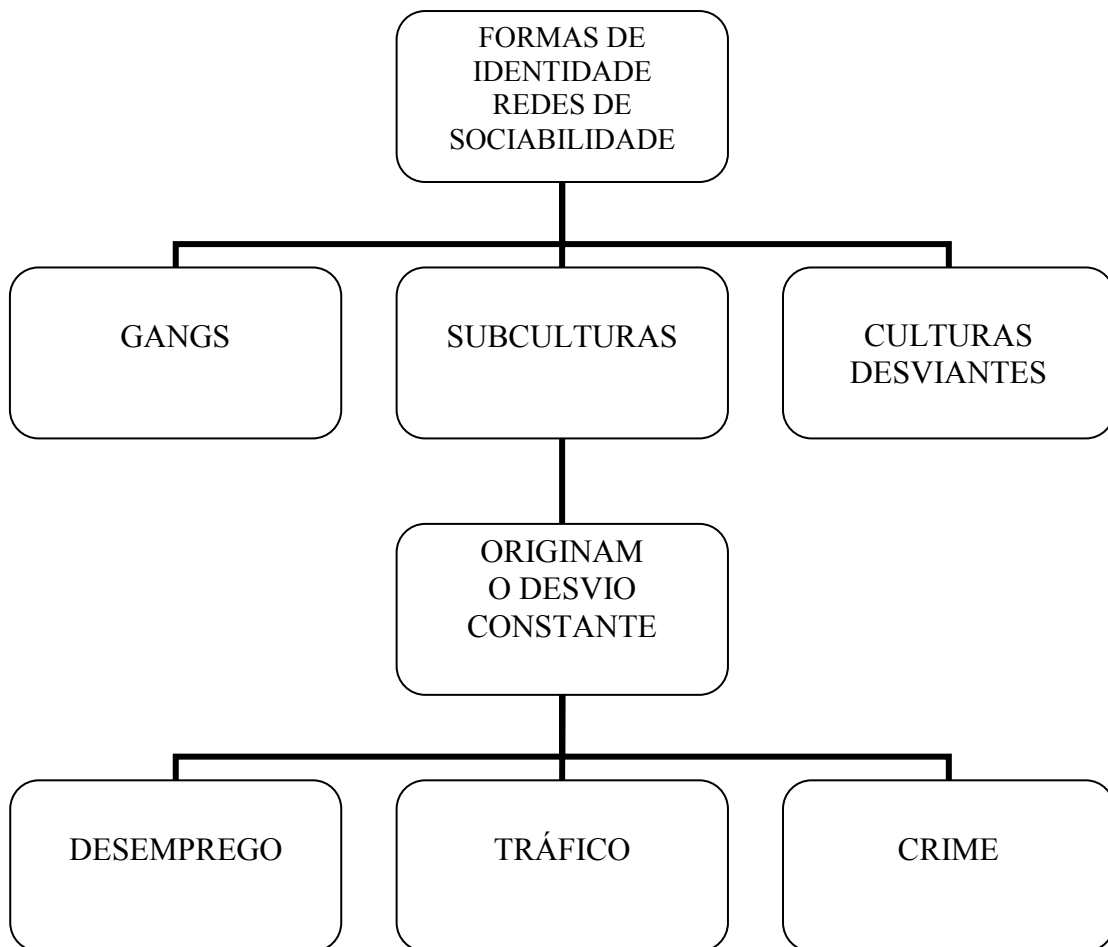 FORMAS DE
IDENTIDADE
REDES DE
SOCIABILIDADE
GANGS
SUBCULTURAS
CULTURAS
DESVIANTES
ORIGINAM
O DESVIO
CONSTANTE
DESEMPREGO
TRÁFICO
CRIME